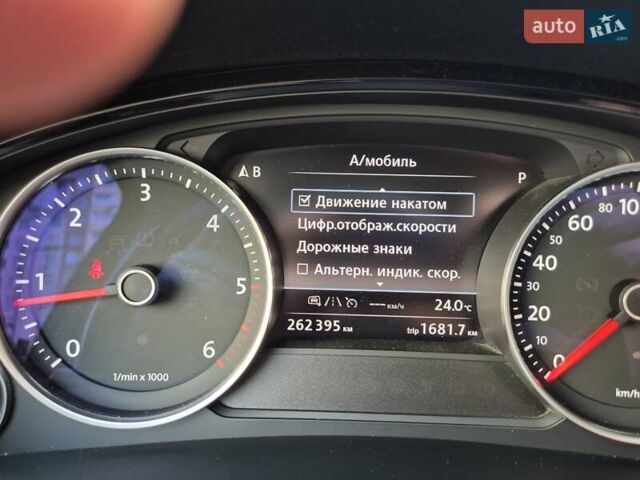 auto RIA .com
А/мобиль
B
P
Движение накатом
Цифр.отображ.скорости
Дорожные знаки
Альтерн. индик. скор.
--- км/ч 24.0 °C
262395 км trip 1681.7 км
0 1 2 3 4 5 6
1/min x 1000
0 10 20 40 60 80
km/h